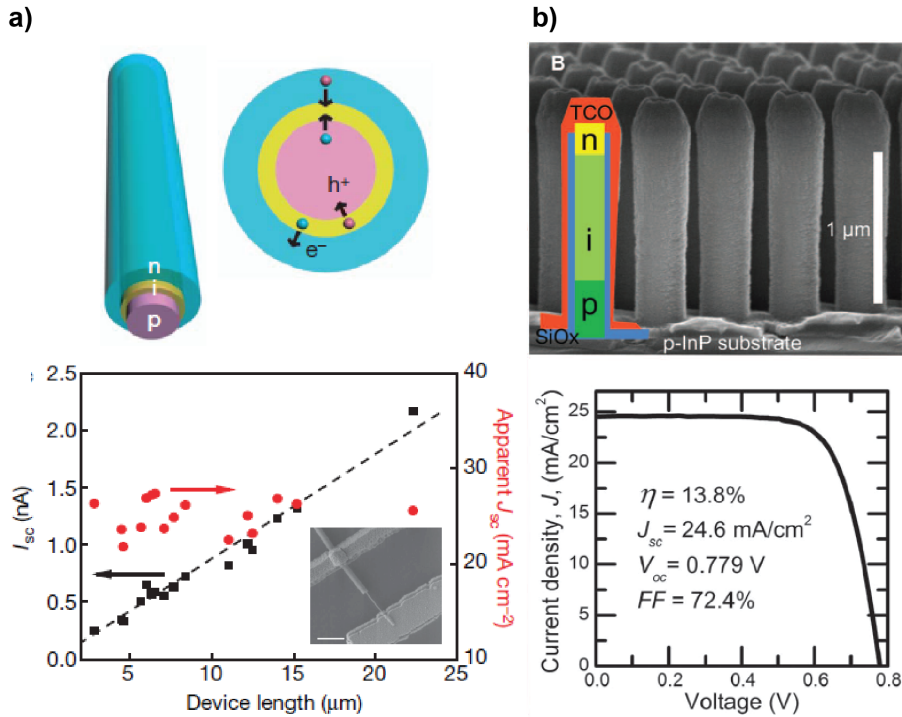 a)
n
i
p
h⁺
e⁻
2.5
2.0
1.5
1.0
0.5
0.0
I_sc (nA)
40
30
20
10
Apparent J_sc (mA cm⁻²)
5
10
15
20
25
Device length (μm)
b)
B
TCO
n
i
p
SiOx
p-InP substrate
1 μm
25
20
15
10
5
0
Current density, J, (mA/cm²)
η = 13.8%
J_sc = 24.6 mA/cm²
V_oc = 0.779 V
FF = 72.4%
0.0
0.2
0.4
0.6
0.8
Voltage (V)